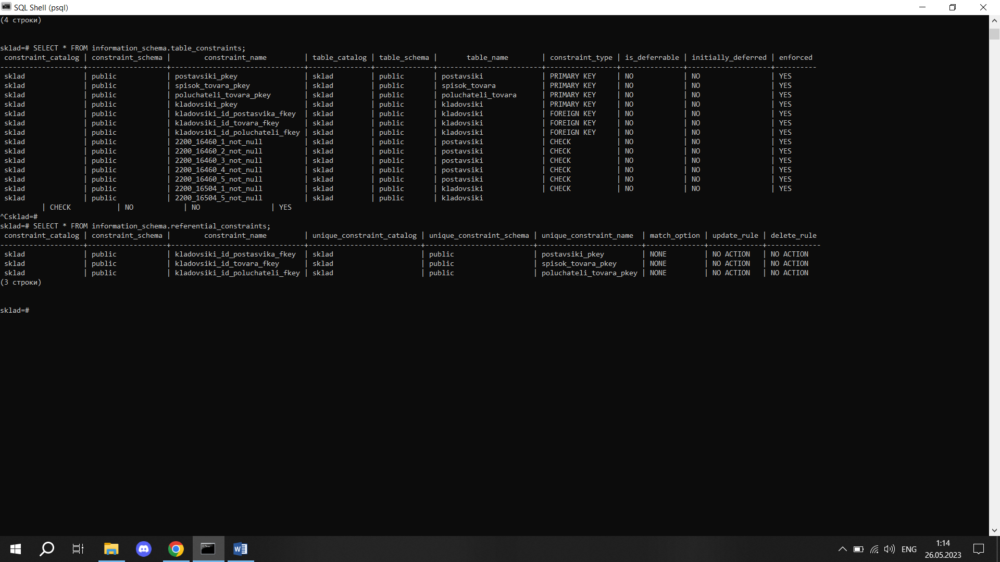 SQL Shell (psql)
(4 строки)
sklad=# SELECT * FROM information_schema.table_constraints;
 constraint_catalog | constraint_schema |        constraint_name         | table_catalog | table_schema |       table_name        | constraint_type | is_deferrable | initially_deferred | enforced
--------------------+-------------------+--------------------------------+---------------+--------------+-------------------------+-----------------+---------------+--------------------+----------
 sklad              | public            | postavsiki_pkey                | sklad         | public       | postavsiki              | PRIMARY KEY     | NO            | NO                 | YES
 sklad              | public            | spisok_tovara_pkey             | sklad         | public       | spisok_tovara           | PRIMARY KEY     | NO            | NO                 | YES
 sklad              | public            | poluchateli_tovara_pkey        | sklad         | public       | poluchateli_tovara      | PRIMARY KEY     | NO            | NO                 | YES
 sklad              | public            | kladovsiki_pkey                | sklad         | public       | kladovsiki              | PRIMARY KEY     | NO            | NO                 | YES
 sklad              | public            | kladovsiki_id_postasvika_fkey  | sklad         | public       | kladovsiki              | FOREIGN KEY     | NO            | NO                 | YES
 sklad              | public            | kladovsiki_id_tovara_fkey      | sklad         | public       | kladovsiki              | FOREIGN KEY     | NO            | NO                 | YES
 sklad              | public            | kladovsiki_id_poluchateli_fkey | sklad         | public       | kladovsiki              | FOREIGN KEY     | NO            | NO                 | YES
 sklad              | public            | 2200_16460_1_not_null          | sklad         | public       | postavsiki              | CHECK           | NO            | NO                 | YES
 sklad              | public            | 2200_16460_2_not_null          | sklad         | public       | postavsiki              | CHECK           | NO            | NO                 | YES
 sklad              | public            | 2200_16460_3_not_null          | sklad         | public       | postavsiki              | CHECK           | NO            | NO                 | YES
 sklad              | public            | 2200_16460_4_not_null          | sklad         | public       | postavsiki              | CHECK           | NO            | NO                 | YES
 sklad              | public            | 2200_16460_5_not_null          | sklad         | public       | postavsiki              | CHECK           | NO            | NO                 | YES
 sklad              | public            | 2200_16504_1_not_null          | sklad         | public       | kladovsiki              | CHECK           | NO            | NO                 | YES
 sklad              | public            | 2200_16504_5_not_null          | sklad         | public       | kladovsiki
          | CHECK           | NO            | NO                 | YES
^Csklad=#
sklad=# SELECT * FROM information_schema.referential_constraints;
 constraint_catalog | constraint_schema |        constraint_name         | unique_constraint_catalog | unique_constraint_schema | unique_constraint_name  | match_option | update_rule | delete_rule
--------------------+-------------------+--------------------------------+---------------------------+--------------------------+-------------------------+--------------+-------------+-------------
 sklad              | public            | kladovsiki_id_postasvika_fkey  | sklad                     | public                   | postavsiki_pkey         | NONE         | NO ACTION   | NO ACTION
 sklad              | public            | kladovsiki_id_tovara_fkey      | sklad                     | public                   | spisok_tovara_pkey      | NONE         | NO ACTION   | NO ACTION
 sklad              | public            | kladovsiki_id_poluchateli_fkey | sklad                     | public                   | poluchateli_tovara_pkey | NONE         | NO ACTION   | NO ACTION
(3 строки)
sklad=#
ENG
1:14
26.05.2023